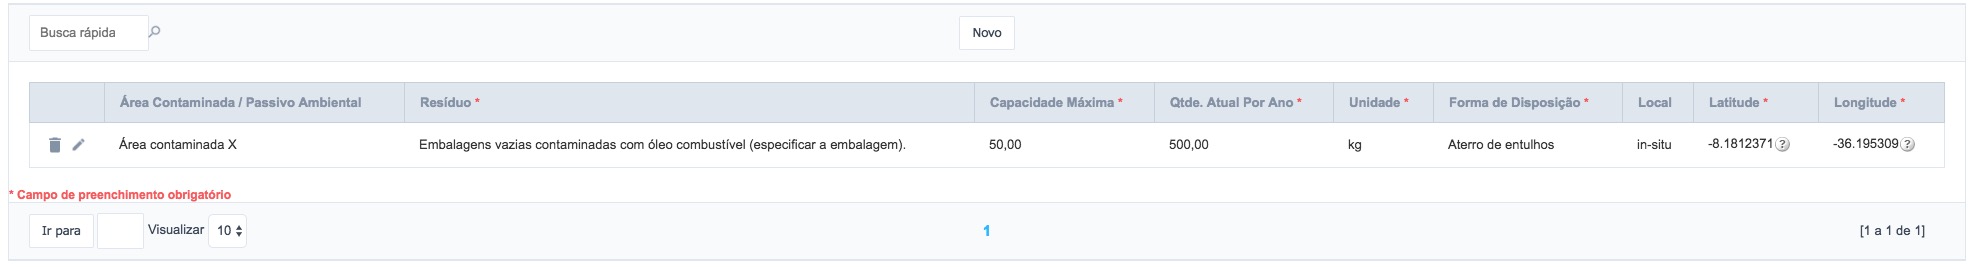 Busca rápida Novo
Área Contaminada / Passivo Ambiental Resíduo * Capacidade Máxima * Qtde. Atual Por Ano * Unidade * Forma de Disposição * Local Latitude * Longitude *
Área contaminada X Embalagens vazias contaminadas com óleo combustível (especificar a embalagem). 50,00 500,00 kg Aterro de entulhos in-situ -8.1812371 ? -36.195309 ?
* Campo de preenchimento obrigatório
Ir para Visualizar 10 1 [1 a 1 de 1]